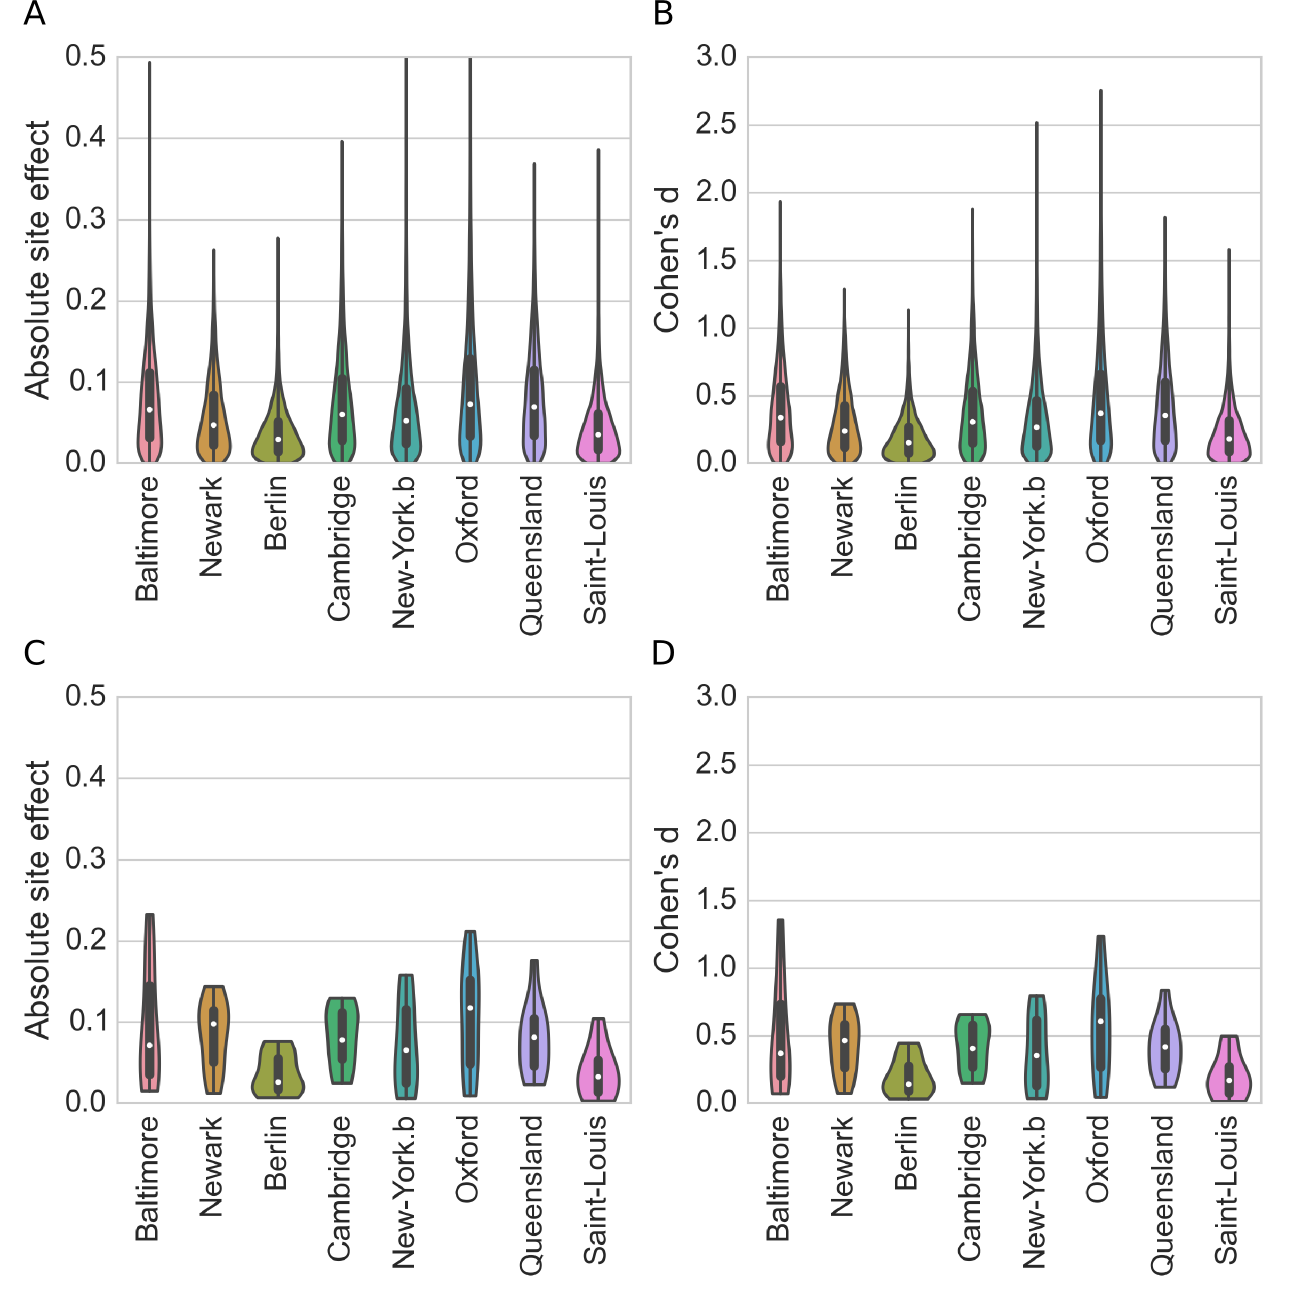 A
Absolute site effect
0.5
0.4
0.3
0.2
0.1
0.0
Baltimore
Newark
Berlin
Cambridge
New-York.b
Oxford
Queensland
Saint-Louis
B
Cohen's d
3.0
2.5
2.0
1.5
1.0
0.5
0.0
Baltimore
Newark
Berlin
Cambridge
New-York.b
Oxford
Queensland
Saint-Louis
C
Absolute site effect
0.5
0.4
0.3
0.2
0.1
0.0
Baltimore
Newark
Berlin
Cambridge
New-York.b
Oxford
Queensland
Saint-Louis
D
Cohen's d
3.0
2.5
2.0
1.5
1.0
0.5
0.0
Baltimore
Newark
Berlin
Cambridge
New-York.b
Oxford
Queensland
Saint-Louis